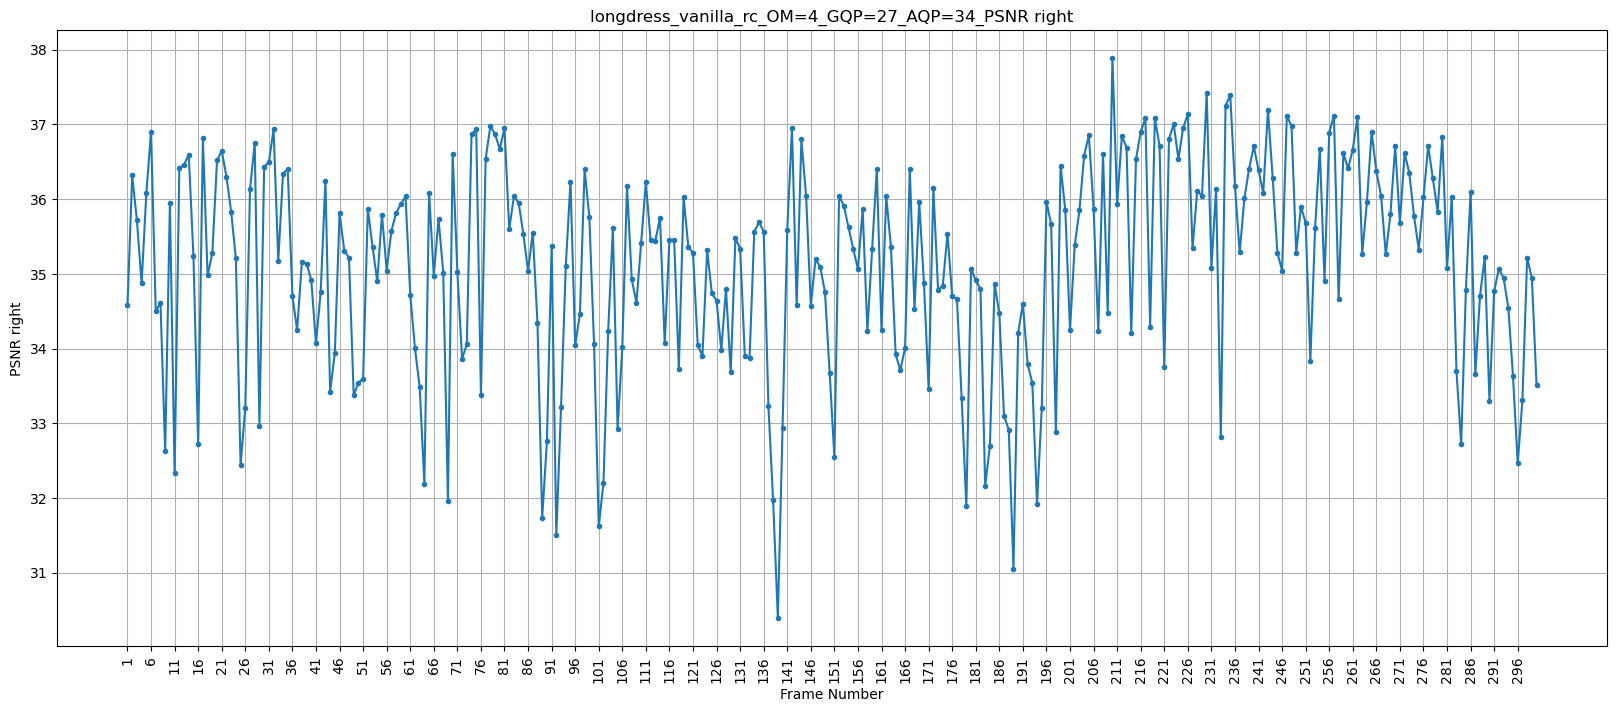 longdress_vanilla_rc_OM=4_GQP=27_AQP=34_PSNR right
38
37
36
35
34
33
32
31
PSNR right
1 6 11 16 21 26 31 36 41 46 51 56 61 66 71 76 81 86 91 96 101 106 111 116 121 126 131 136 141 146 151 156 161 166 171 176 181 186 191 196 201 206 211 216 221 226 231 236 241 246 251 256 261 266 271 276 281 286 291 296
Frame Number